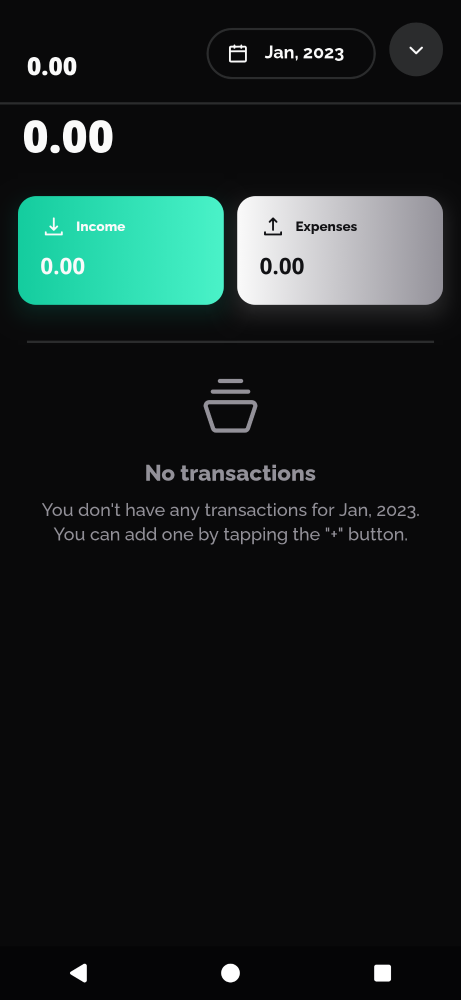 0.00
Jan, 2023
0.00
Income
0.00
Expenses
0.00
No transactions
You don't have any transactions for Jan, 2023.
You can add one by tapping the "+" button.